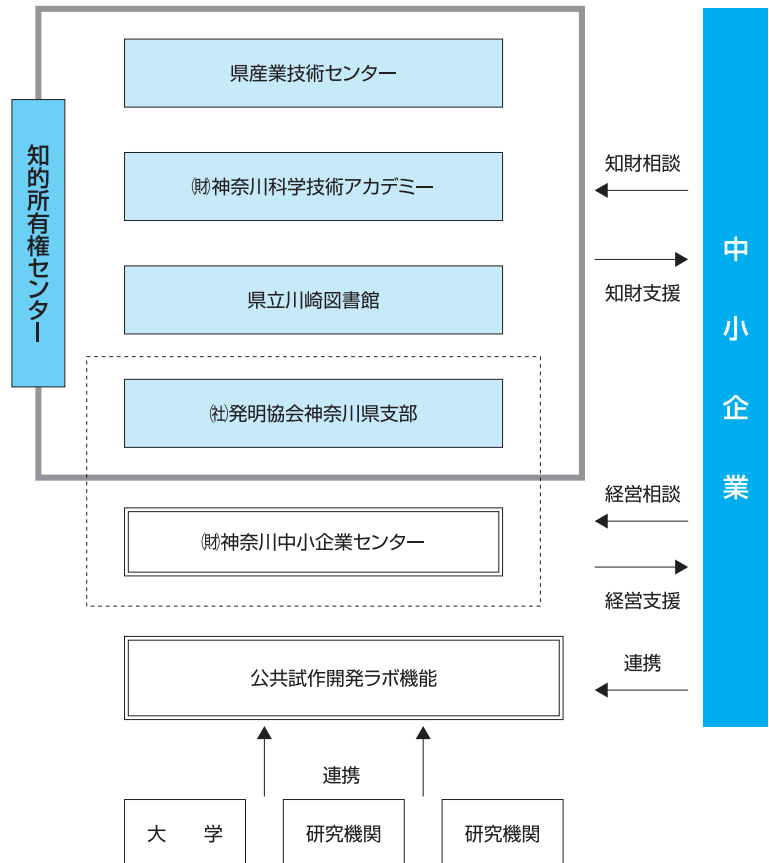 県産業技術センター
知的所有権センター
㈶神奈川科学技術アカデミー
県立川崎図書館
㈳発明協会神奈川県支部
㈶神奈川中小企業センター
公共試作開発ラボ機能
知財相談
知財支援
経営相談
経営支援
連携
中小企業
連携
大　学
研究機関
研究機関